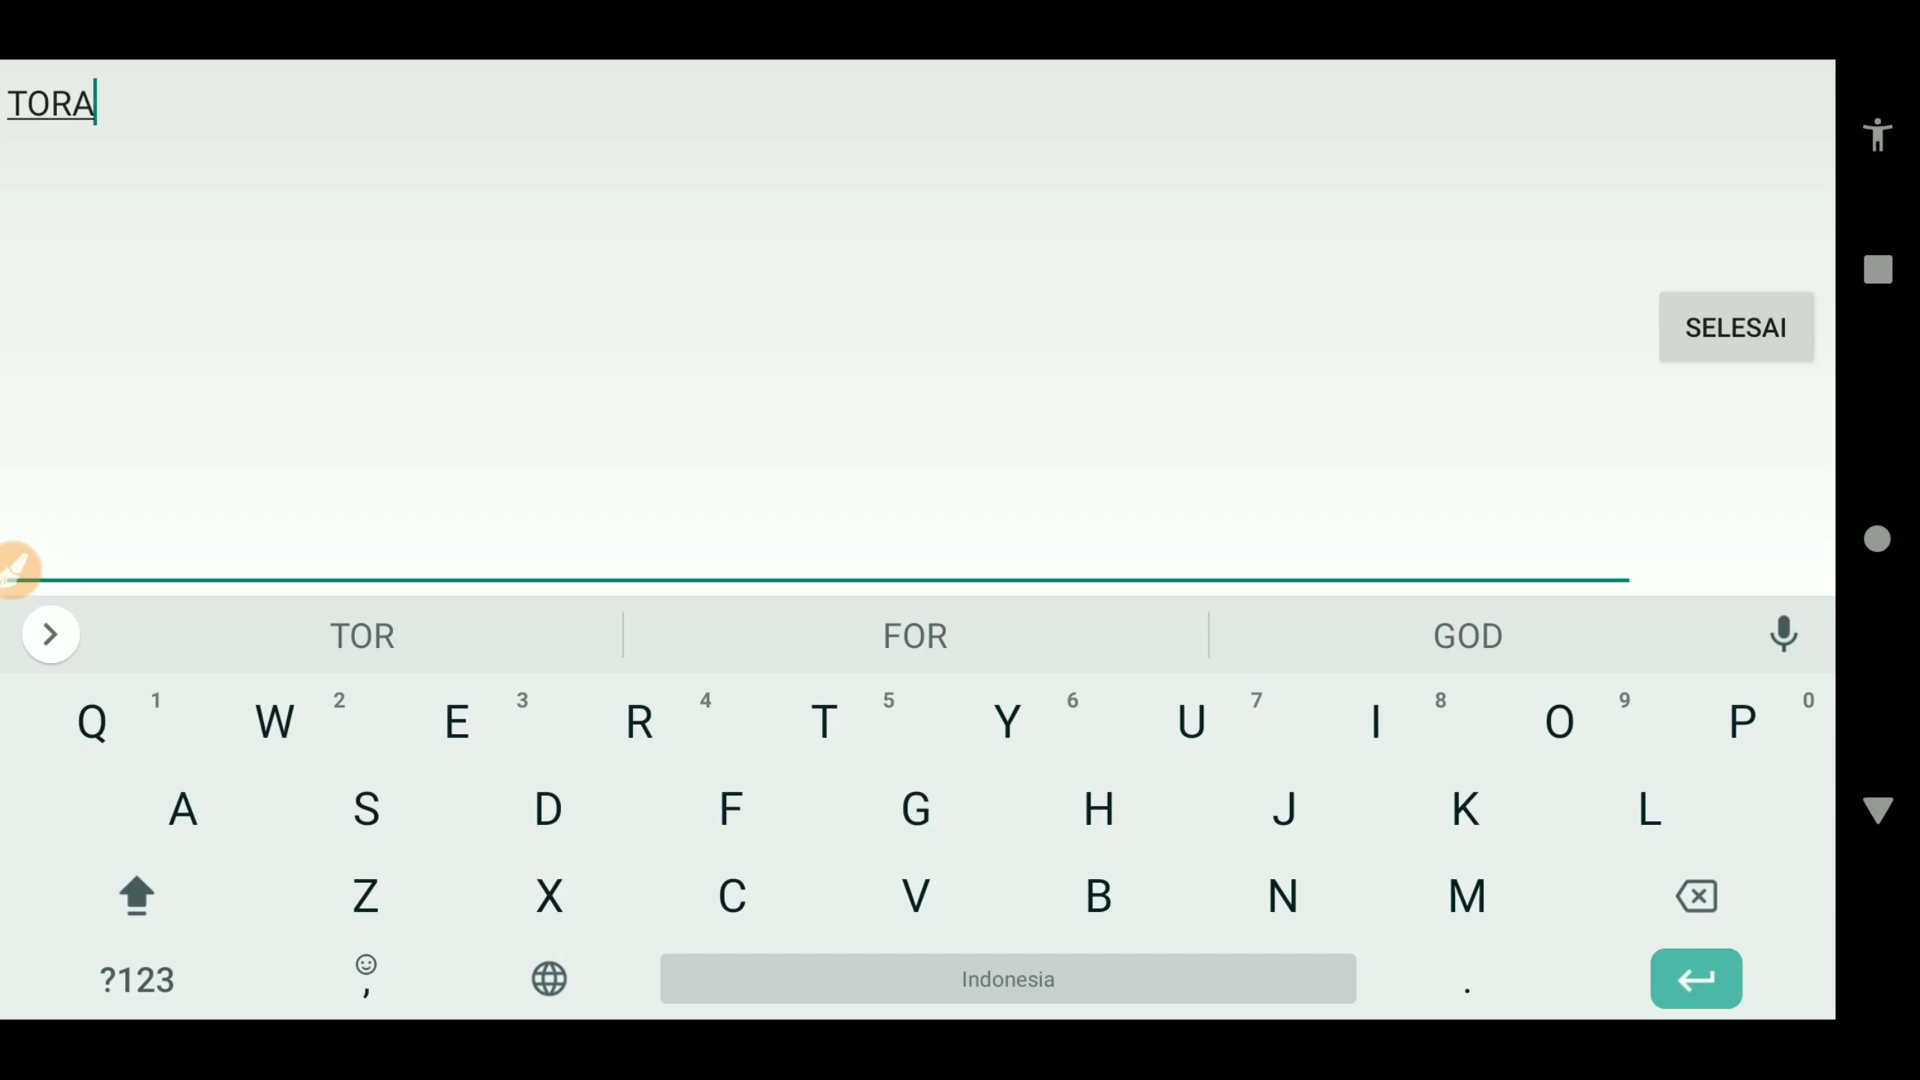 TORA
SELESAI
TOR FOR GOD
Q 1 W 2 E 3 R 4 T 5 Y 6 U 7 I 8 O 9 P 0
A S D F G H J K L
Z X C V B N M
?123 , Indonesia .